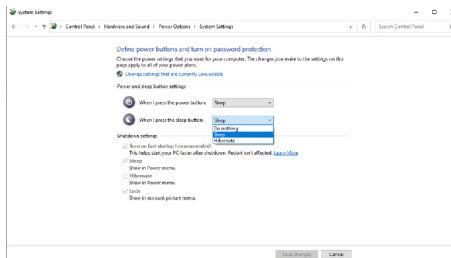 System Settings
Control Panel › Hardware and Sound › Power Options › System Settings
Search Control Panel
Define power buttons and turn on password protection
Choose the power settings that you want for your computer. The changes you make to the settings on this
page apply to all of your power plans.
Change settings that are currently unavailable
Power and sleep button settings
When I press the power button: Sleep
When I press the sleep button: Sleep
Do nothing
Sleep
Hibernate
Shutdown settings
Turn on fast startup (recommended)
This helps start your PC faster after shutdown. Restart isn't affected. Learn More
Sleep
Show in Power menu.
Hibernate
Show in Power menu.
Lock
Show in account picture menu.
Save changes Cancel